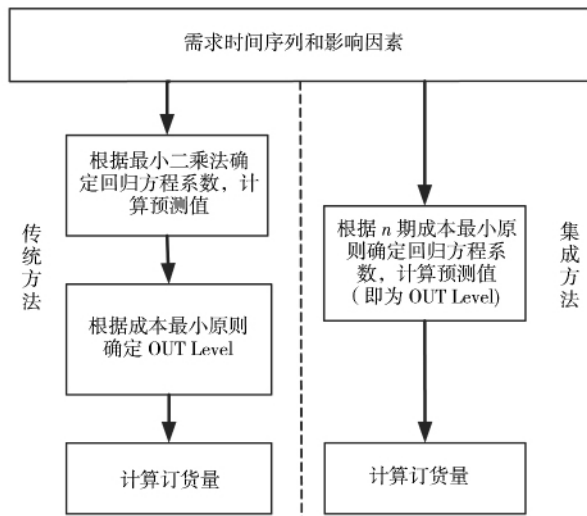 需求时间序列和影响因素
传统方法
根据最小二乘法确
定回归方程系数，计
算预测值
根据成本最小原则
确定 OUT Level
计算订货量
根据 n 期成本最小原
则确定回归方程系
数，计算预测值
（即为 OUT Level)
计算订货量
集成方法